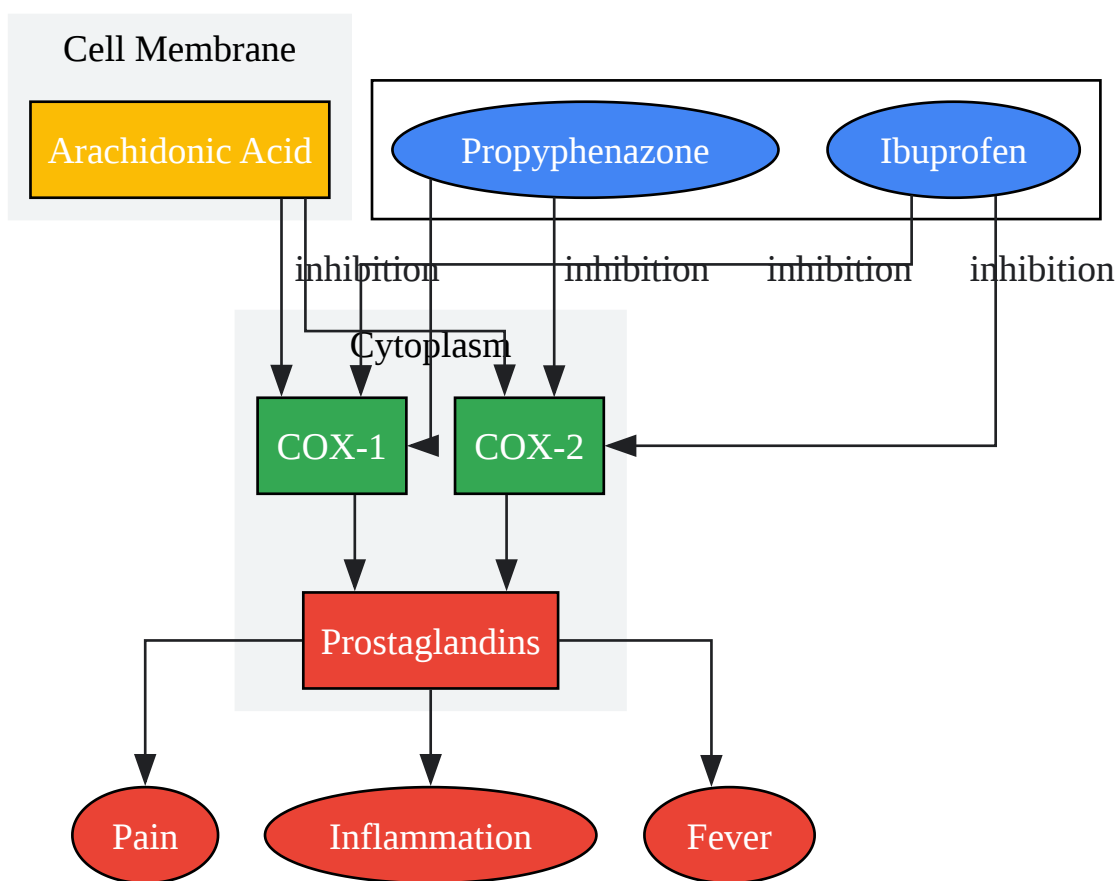 Cell Membrane
Arachidonic Acid
Propyphenazone
Ibuprofen
inhibition
inhibition
inhibition
inhibition
Cytoplasm
COX-1
COX-2
Prostaglandins
Pain
Inflammation
Fever